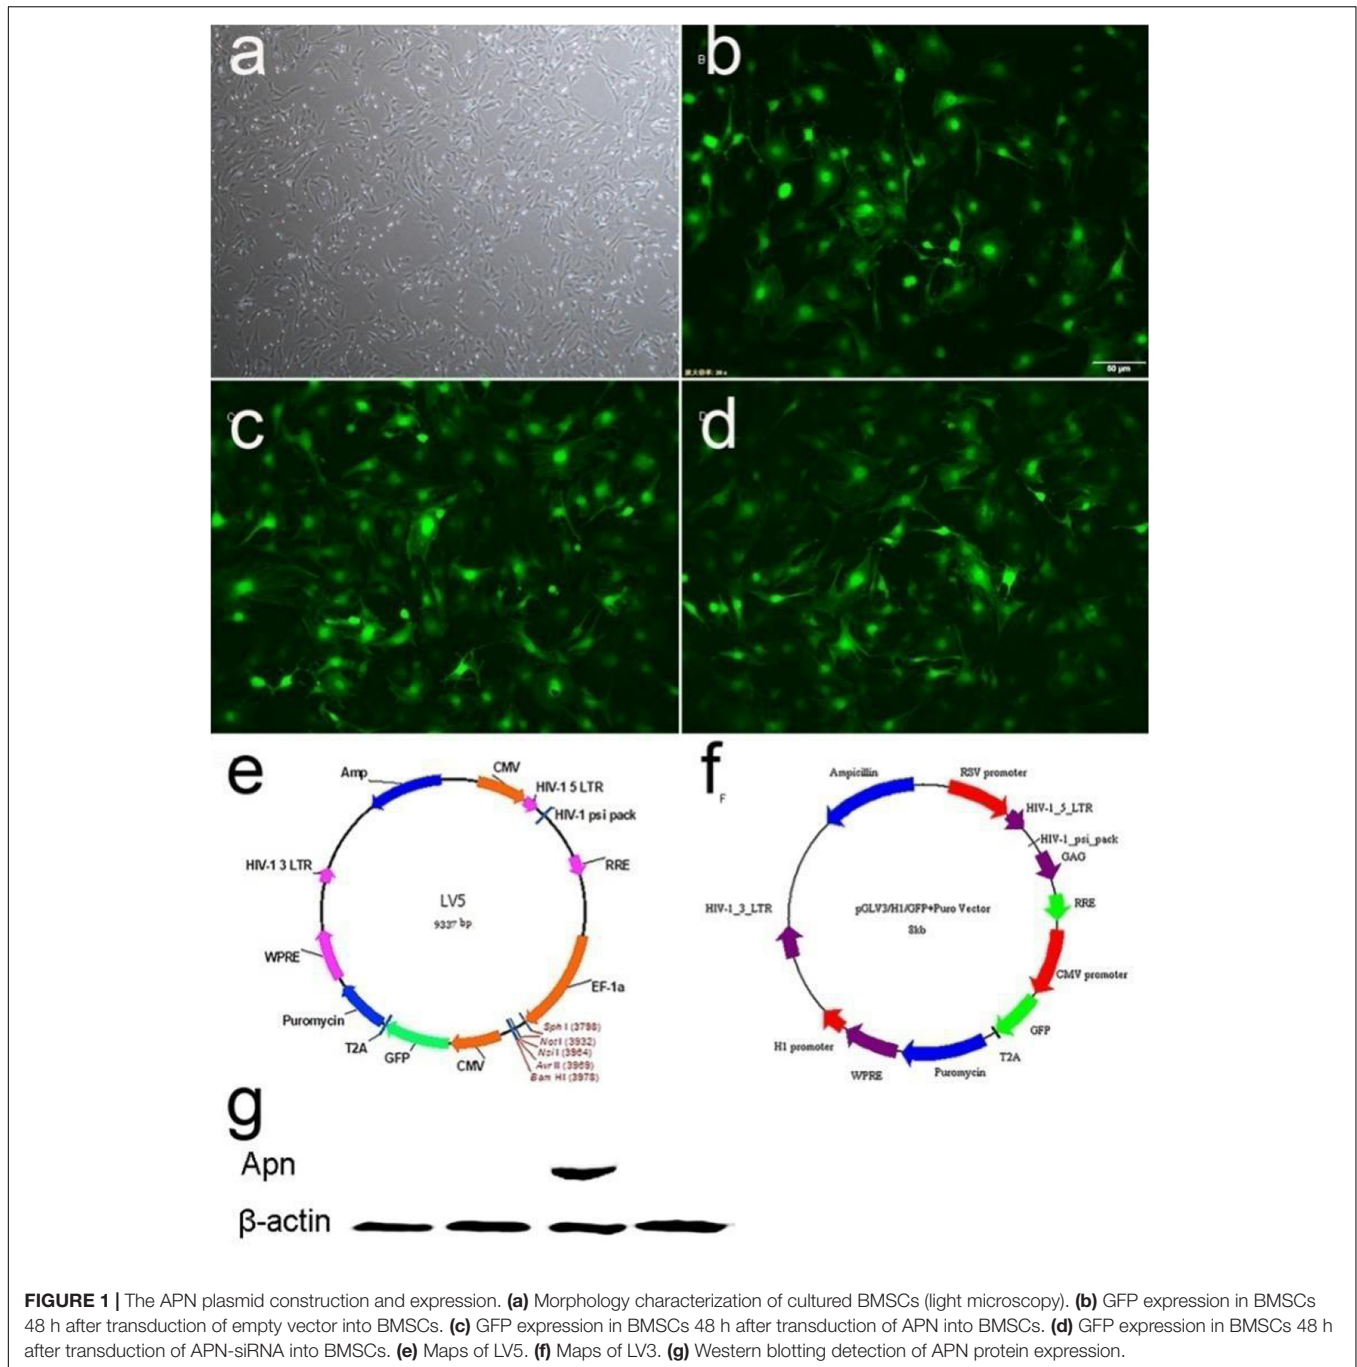 a
b
B
放大倍率: 20 x
50 μm
c
C
d
D
e
Amp
CMV
HIV-1 5 LTR
HIV-1 psi pack
HIV-1 3 LTR
RRE
LV5
9337 bp
WPRE
EF-1a
Puromycin
Sph I (3798)
T2A
Not I (3932)
GFP
Nsi I (3964)
CMV
Avr II (3969)
Bam HI (3978)
f
F
Ampicillin
RSV promoter
HIV-1_5_LTR
HIV-1_psi_pack
GAG
HIV-1_3_LTR
RRE
pGLV3/H1/GFP+Puro Vector
8kb
CMV promoter
GFP
H1 promoter
T2A
WPRE
Puromycin
g
Apn
β-actin
FIGURE 1 | The APN plasmid construction and expression. (a) Morphology characterization of cultured BMSCs (light microscopy). (b) GFP expression in BMSCs
48 h after transduction of empty vector into BMSCs. (c) GFP expression in BMSCs 48 h after transduction of APN into BMSCs. (d) GFP expression in BMSCs 48 h
after transduction of APN-siRNA into BMSCs. (e) Maps of LV5. (f) Maps of LV3. (g) Western blotting detection of APN protein expression.